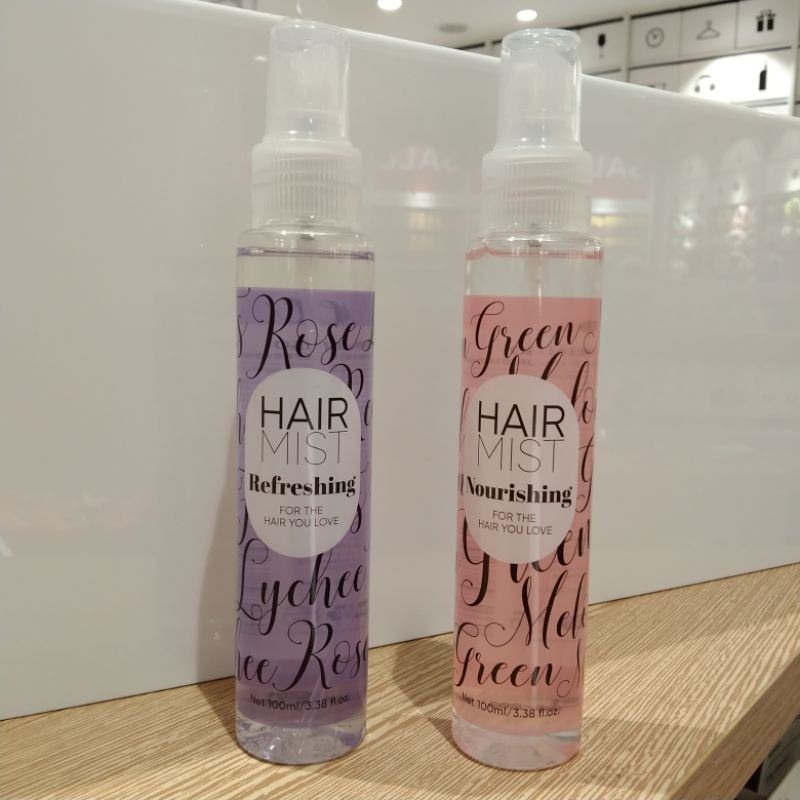 Rose
HAIR
MIST
Refreshing
FOR THE
HAIR YOU LOVE
Lychee
Rose
Net 100ml/3.38 fl.oz.
Green
HAIR
MIST
Nourishing
FOR THE
HAIR YOU LOVE
Green
Green
Net 100ml/3.38 fl.oz.